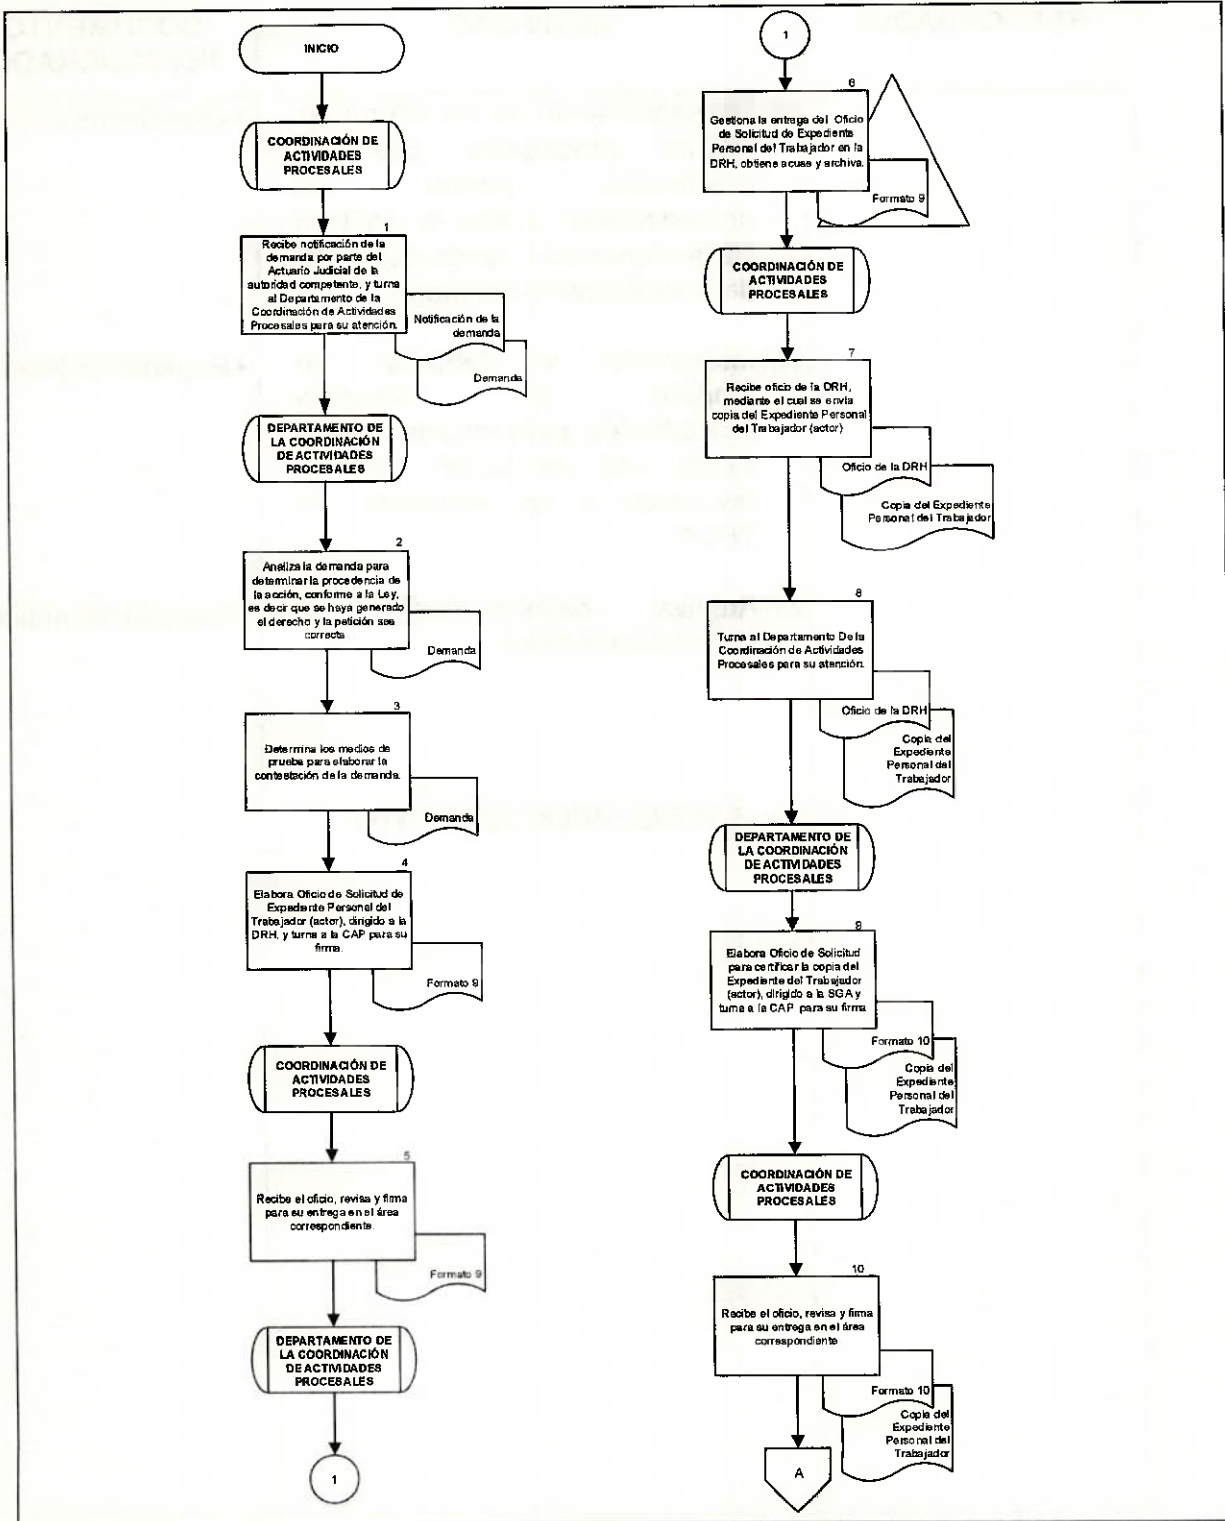 INICIO
COORDINACIÓN DE
ACTIVIDADES
PROCESALES
1
Recibe notificación de la
demanda por parte del
Actuario Judicial de la
autoridad competente, y turna
al Departamento de la
Coordinación de Actividades
Procesales para su atención.
Notificación de la
demanda
Demanda
DEPARTAMENTO DE
LA COORDINACIÓN
DE ACTIVIDADES
PROCESALES
2
Analiza la demanda para
determinar la procedencia de
la acción, conforme a la Ley,
es decir que se haya generado
el derecho y la petición sea
correcta
Demanda
3
Determina los medios de
prueba para elaborar la
contestación de la demanda.
Demanda
4
Elabora Oficio de Solicitud de
Expediente Personal del
Trabajador (actor), dirigido a la
DRH, y turna a la CAP para su
firma.
Formato 9
COORDINACIÓN DE
ACTIVIDADES
PROCESALES
5
Recibe el oficio, revisa y firma
para su entrega en el área
correspondiente.
Formato 9
DEPARTAMENTO DE
LA COORDINACIÓN
DE ACTIVIDADES
PROCESALES
1
1
6
Gestiona la entrega del Oficio
de Solicitud de Expediente
Personal del Trabajador en la
DRH, obtiene acuse y archiva.
Formato 9
COORDINACIÓN DE
ACTIVIDADES
PROCESALES
7
Recibe oficio de la DRH,
mediante el cual se envía
copia del Expediente Personal
del Trabajador (actor)
Oficio de la DRH
Copia del Expediente
Personal del Trabajador
8
Turna al Departamento De la
Coordinación de Actividades
Procesales para su atención.
Oficio de la DRH
Copia del
Expediente
Personal del
Trabajador
DEPARTAMENTO DE
LA COORDINACIÓN
DE ACTIVIDADES
PROCESALES
9
Elabora Oficio de Solicitud
para certificar la copia del
Expediente del Trabajador
(actor), dirigido a la SGA y
turna a la CAP para su firma
Formato 10
Copia del
Expediente
Personal del
Trabajador
COORDINACIÓN DE
ACTIVIDADES
PROCESALES
10
Recibe el oficio, revisa y firma
para su entrega en el área
correspondiente
Formato 10
Copia del
Expediente
Personal del
Trabajador
A